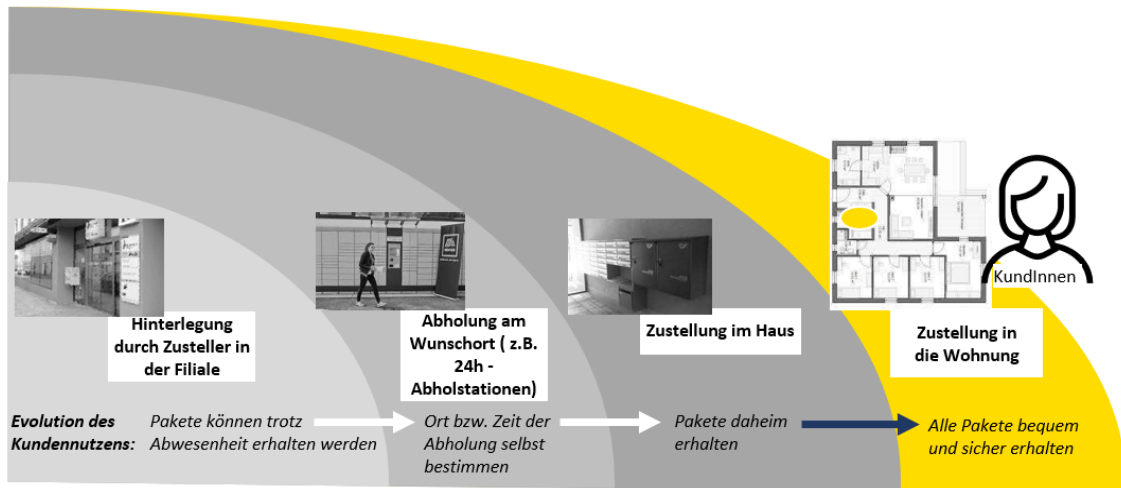 KundInnen
Hinterlegung
durch Zusteller in
der Filiale
Abholung am
Wunschort ( z.B.
24h -
Abholstationen)
Zustellung im Haus
Zustellung in
die Wohnung
Evolution des
Kundennutzens:
Pakete können trotz
Abwesenheit erhalten werden
Ort bzw. Zeit der
Abholung selbst
bestimmen
Pakete daheim
erhalten
Alle Pakete bequem
und sicher erhalten